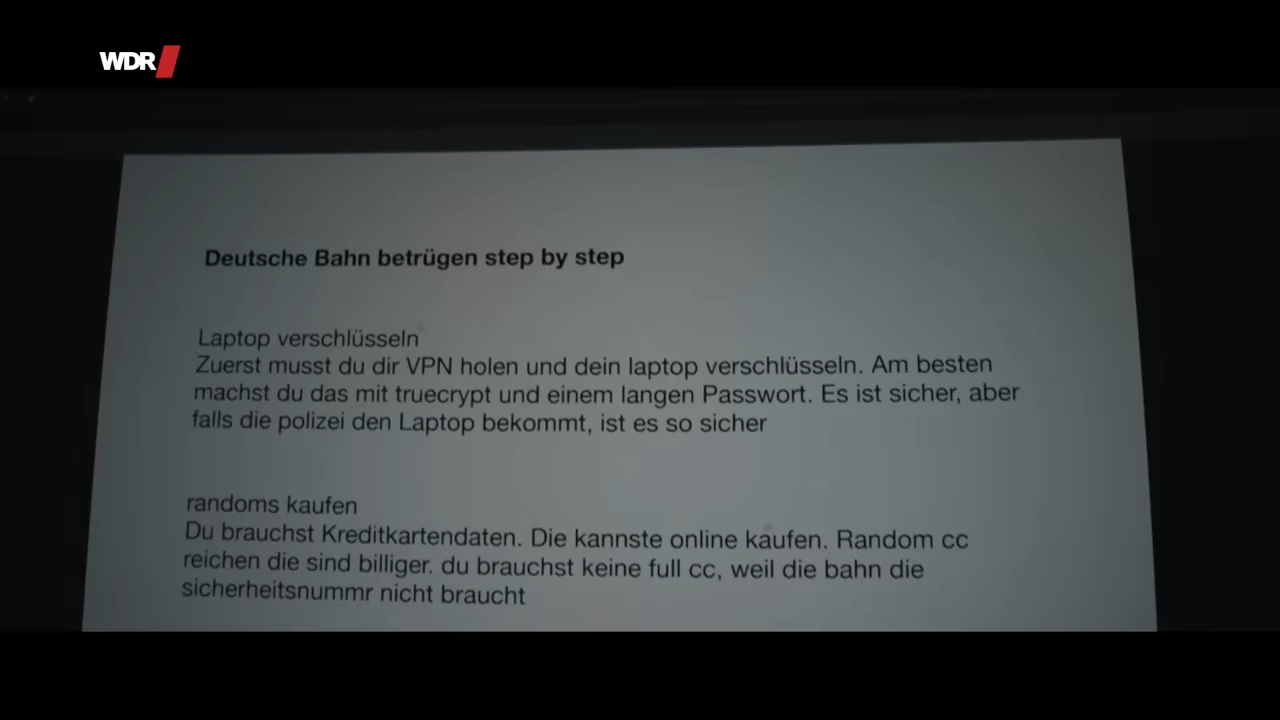 WDR
Deutsche Bahn betrügen step by step
Laptop verschlüsseln
Zuerst musst du dir VPN holen und dein laptop verschlüsseln. Am besten
machst du das mit truecrypt und einem langen Passwort. Es ist sicher, aber
falls die polizei den Laptop bekommt, ist es so sicher
randoms kaufen
Du brauchst Kreditkartendaten. Die kannste online kaufen. Random cc
reichen die sind billiger. du brauchst keine full cc, weil die bahn die
sicherheitsnummr nicht braucht